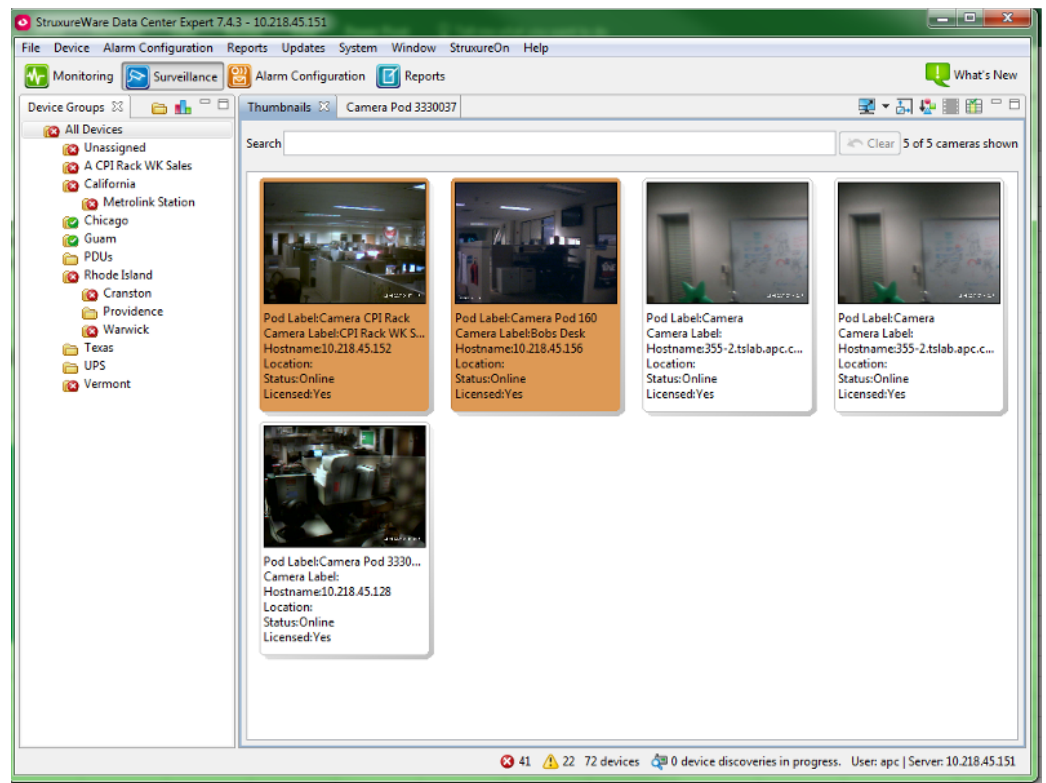 StruxureWare Data Center Expert 7.4.3 - 10.218.45.151
File Device Alarm Configuration Reports Updates System Window StruxureOn Help
Monitoring Surveillance Alarm Configuration Reports What's New
Device Groups
Thumbnails Camera Pod 3330037
All Devices
Unassigned
A CPI Rack WK Sales
California
Metrolink Station
Chicago
Guam
PDUs
Rhode Island
Cranston
Providence
Warwick
Texas
UPS
Vermont
Search Clear 5 of 5 cameras shown
Pod Label:Camera CPI Rack
Camera Label:CPI Rack WK S...
Hostname:10.218.45.152
Location:
Status:Online
Licensed:Yes
Pod Label:Camera Pod 160
Camera Label:Bobs Desk
Hostname:10.218.45.156
Location:
Status:Online
Licensed:Yes
Pod Label:Camera
Camera Label:
Hostname:355-2.tslab.apc.c...
Location:
Status:Online
Licensed:Yes
Pod Label:Camera
Camera Label:
Hostname:355-2.tslab.apc.c...
Location:
Status:Online
Licensed:Yes
Pod Label:Camera Pod 3330...
Camera Label:
Hostname:10.218.45.128
Location:
Status:Online
Licensed:Yes
41 22 72 devices 0 device discoveries in progress. User: apc | Server: 10.218.45.151